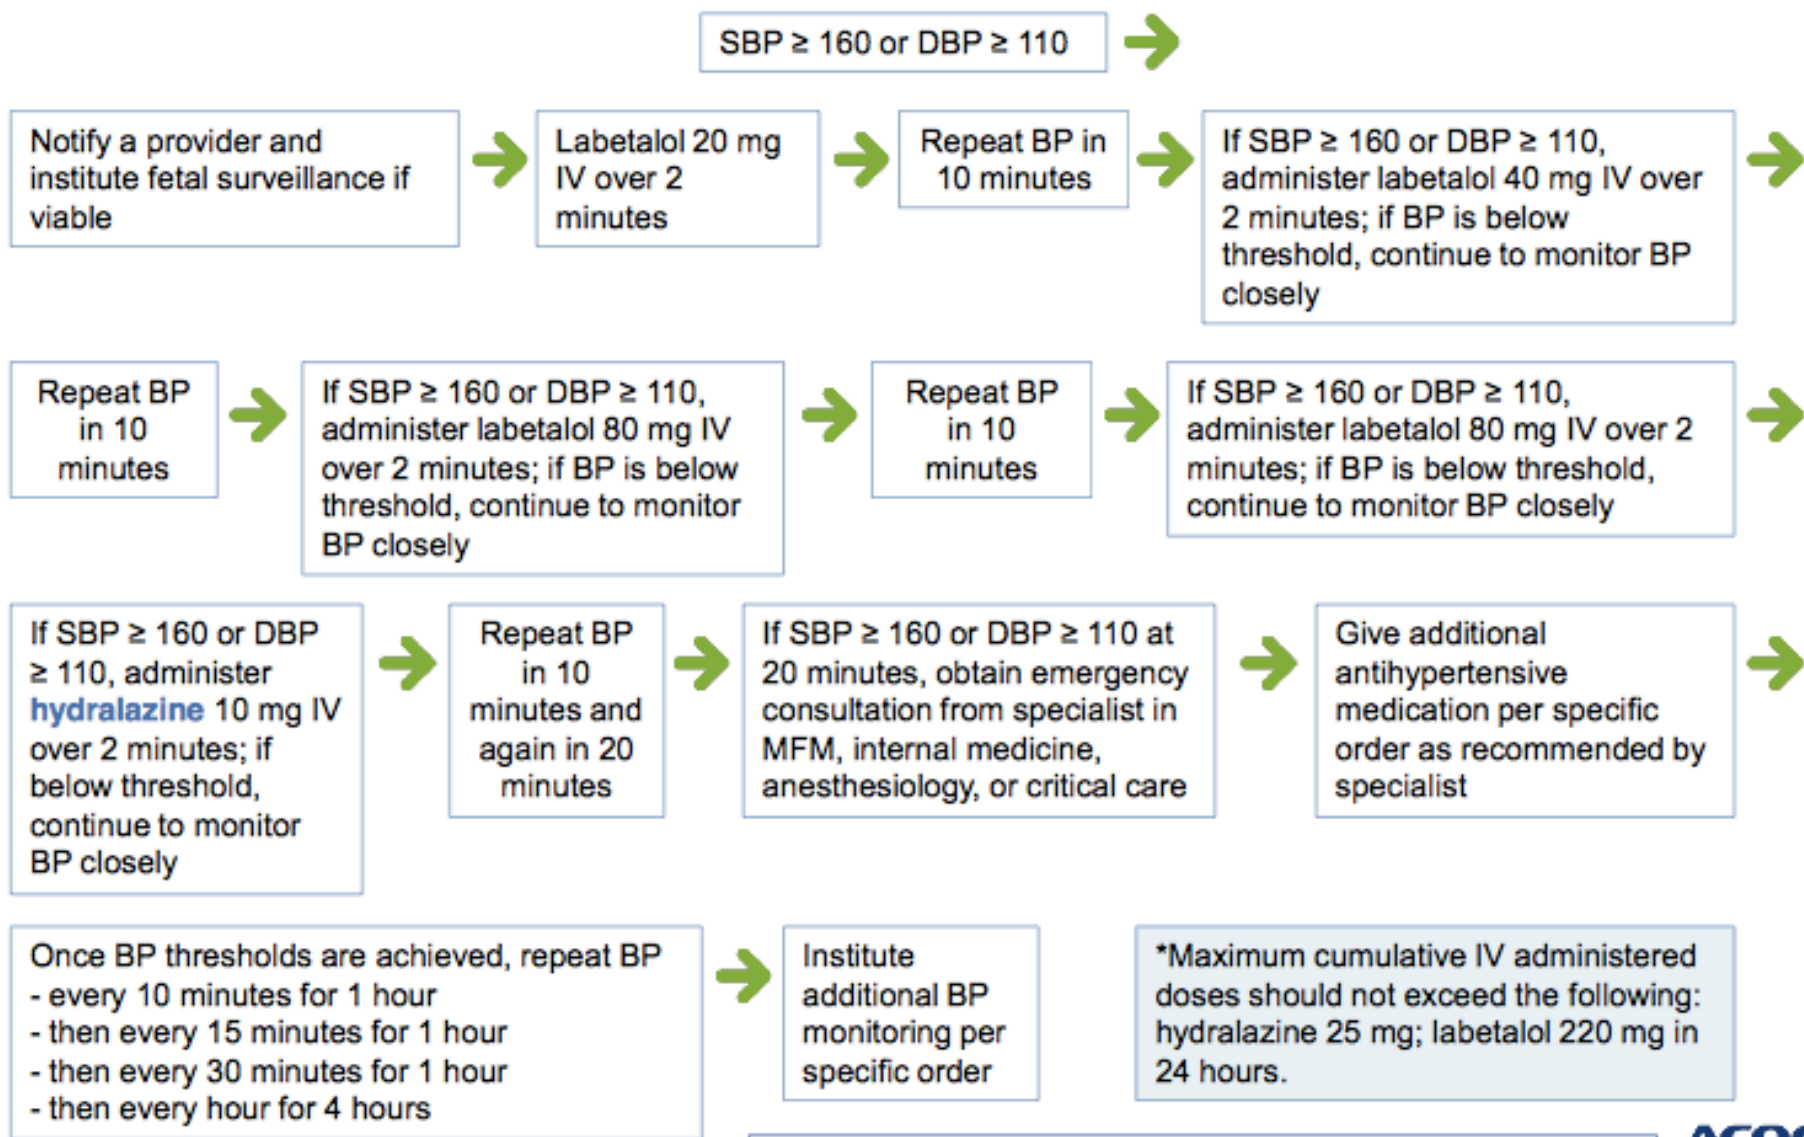 SBP ≥ 160 or DBP ≥ 110
Notify a provider and
institute fetal surveillance if
viable
Labetalol 20 mg
IV over 2
minutes
Repeat BP in
10 minutes
If SBP ≥ 160 or DBP ≥ 110,
administer labetalol 40 mg IV over
2 minutes; if BP is below
threshold, continue to monitor BP
closely
Repeat BP
in 10
minutes
If SBP ≥ 160 or DBP ≥ 110,
administer labetalol 80 mg IV
over 2 minutes; if BP is below
threshold, continue to monitor
BP closely
Repeat BP
in 10
minutes
If SBP ≥ 160 or DBP ≥ 110,
administer labetalol 80 mg IV over 2
minutes; if BP is below threshold,
continue to monitor BP closely
If SBP ≥ 160 or DBP
≥ 110, administer
hydralazine 10 mg IV
over 2 minutes; if
below threshold,
continue to monitor
BP closely
Repeat BP
in 10
minutes and
again in 20
minutes
If SBP ≥ 160 or DBP ≥ 110 at
20 minutes, obtain emergency
consultation from specialist in
MFM, internal medicine,
anesthesiology, or critical care
Give additional
antihypertensive
medication per specific
order as recommended by
specialist
Once BP thresholds are achieved, repeat BP
- every 10 minutes for 1 hour
- then every 15 minutes for 1 hour
- then every 30 minutes for 1 hour
- then every hour for 4 hours
Institute
additional BP
monitoring per
specific order
*Maximum cumulative IV administered
doses should not exceed the following:
hydralazine 25 mg; labetalol 220 mg in
24 hours.